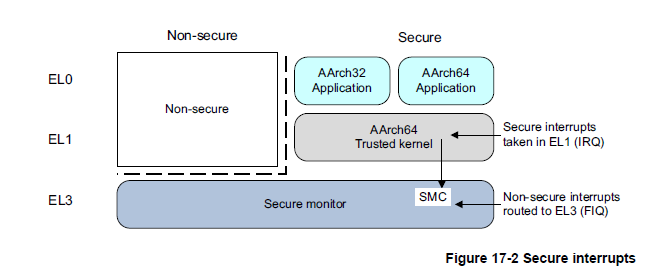 Non-secure
Secure
EL0
AArch32
Application
AArch64
Application
Non-secure
EL1
AArch64
Trusted kernel
Secure interrupts
taken in EL1 (IRQ)
EL3
Secure monitor
SMC
Non-secure interrupts
routed to EL3 (FIQ)
Figure 17-2 Secure interrupts